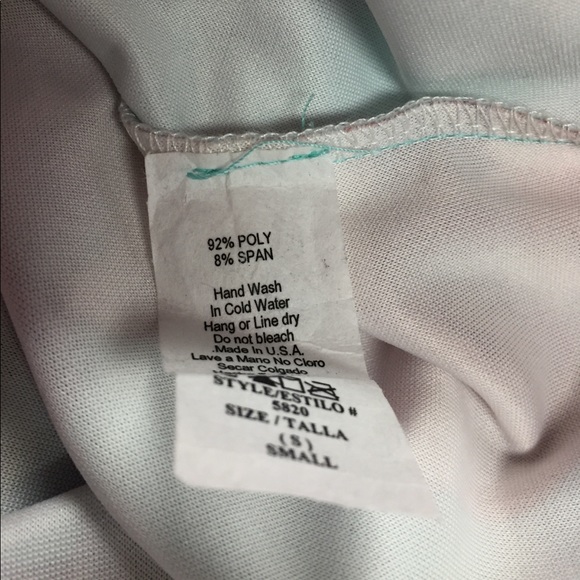 92% POLY
8% SPAN
Hand Wash
In Cold Water
Hang or Line dry
Do not bleach
.Made in U.S.A.
Lave a Mano No Cloro
Secar Colgado
STYLE/ESTILO #
5820
SIZE / TALLA
( S )
SMALL